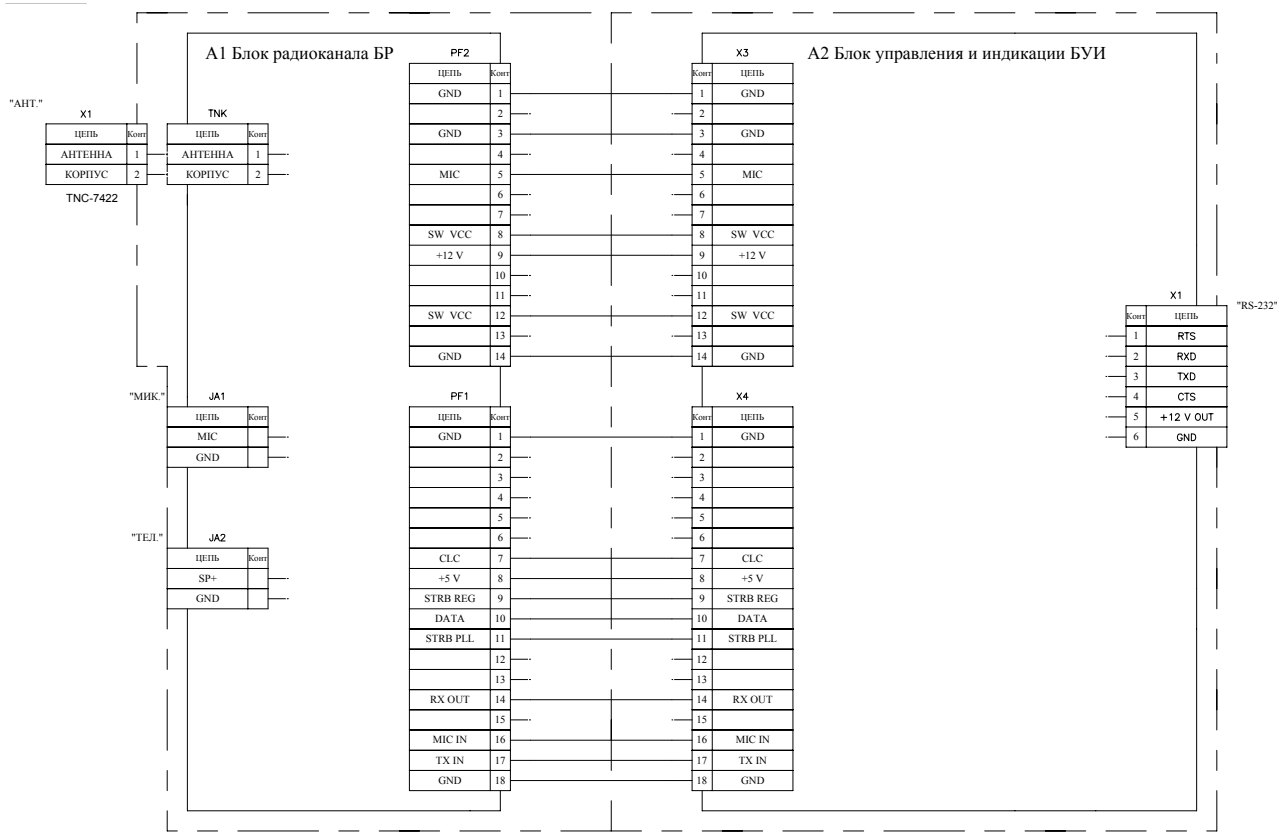 А1 Блок радиоканала БР
А2 Блок управления и индикации БУИ
"АНТ."
X1
ЦЕПЬ Конт
АНТЕННА 1
КОРПУС 2
TNC-7422
TNK
ЦЕПЬ Конт
АНТЕННА 1
КОРПУС 2
"МИК."
JA1
ЦЕПЬ Конт
MIC
GND
"ТЕЛ."
JA2
ЦЕПЬ Конт
SP+
GND
PF2
ЦЕПЬ Конт
GND 1
2
GND 3
4
MIC 5
6
7
SW VCC 8
+12 V 9
10
11
SW VCC 12
13
GND 14
PF1
ЦЕПЬ Конт
GND 1
2
3
4
5
6
CLC 7
+5 V 8
STRB REG 9
DATA 10
STRB PLL 11
12
13
RX OUT 14
15
MIC IN 16
TX IN 17
GND 18
X3
Конт ЦЕПЬ
1 GND
2
3 GND
4
5 MIC
6
7
8 SW VCC
9 +12 V
10
11
12 SW VCC
13
14 GND
X4
Конт ЦЕПЬ
1 GND
2
3
4
5
6
7 CLC
8 +5 V
9 STRB REG
10 DATA
11 STRB PLL
12
13
14 RX OUT
15
16 MIC IN
17 TX IN
18 GND
X1
"RS-232"
Конт ЦЕПЬ
1 RTS
2 RXD
3 TXD
4 CTS
5 +12 V OUT
6 GND